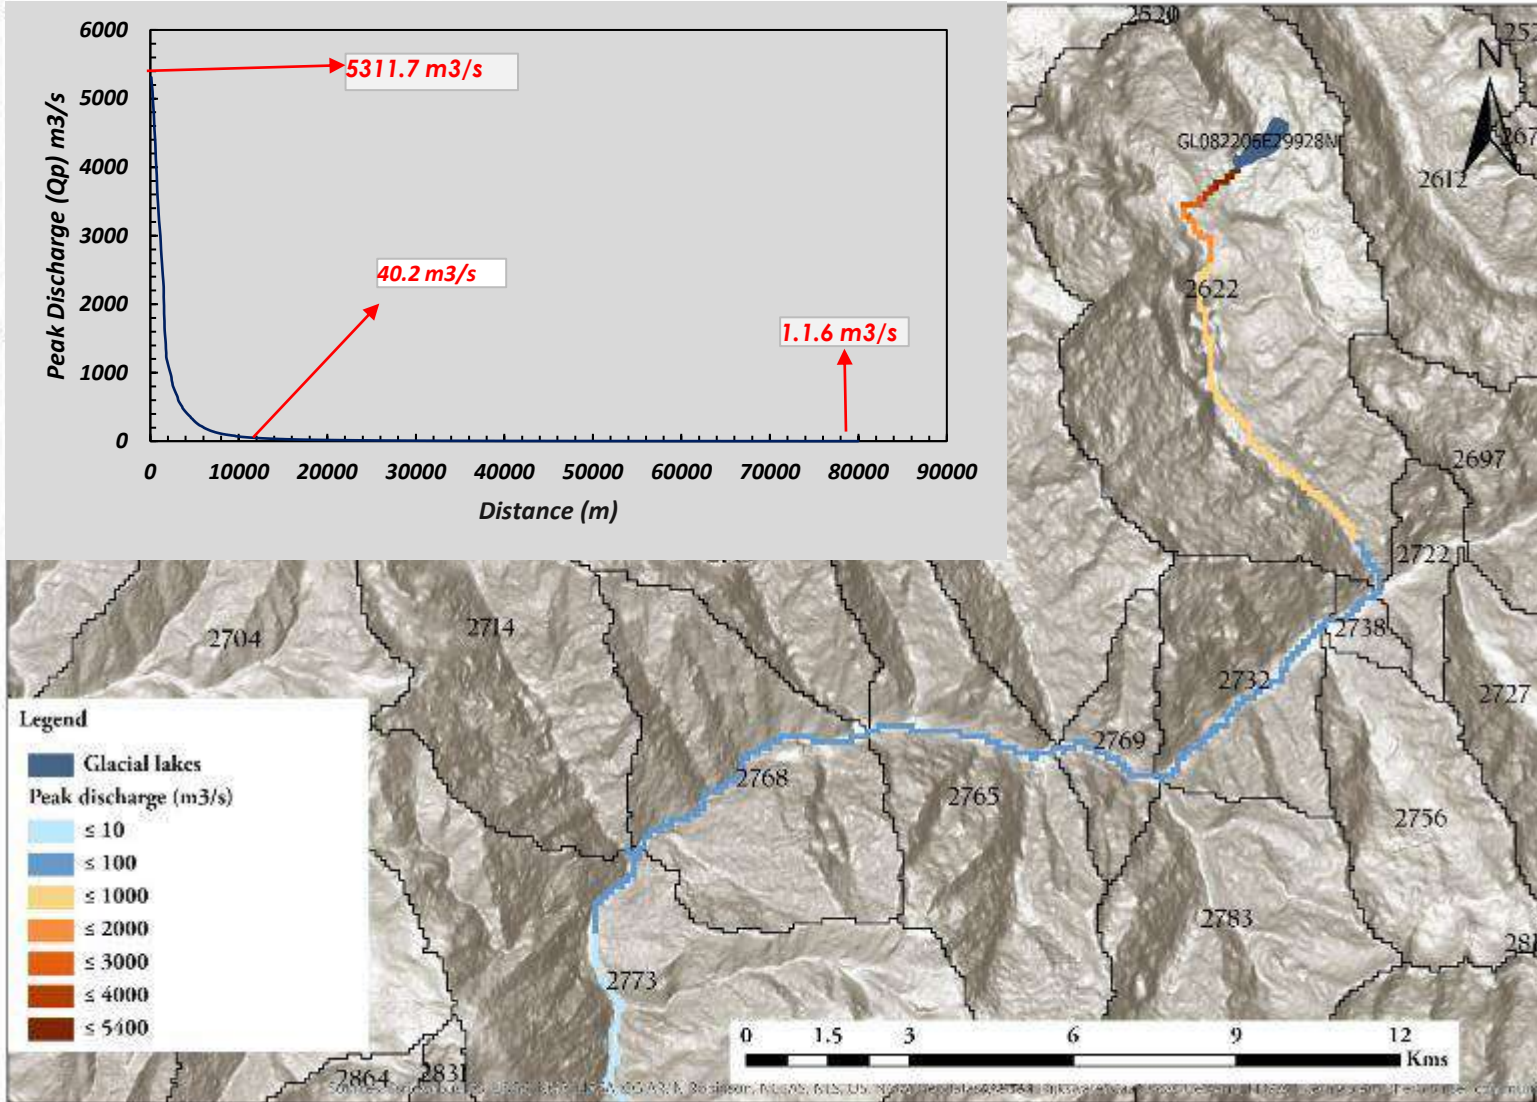 6000
5000
4000
3000
2000
1000
0
Peak Discharge (Qp) m3/s
5311.7 m3/s
40.2 m3/s
1.1.6 m3/s
0 10000 20000 30000 40000 50000 60000 70000 80000 90000
Distance (m)
2520
N
GL082206E29928N
2612
2622
2697
2722
2704
2714
2738
2732
2727
2769
2768
2765
2756
2783
2773
2864
2831
Legend
Glacial lakes
Peak discharge (m3/s)
≤ 10
≤ 100
≤ 1000
≤ 2000
≤ 3000
≤ 4000
≤ 5400
0 1.5 3 6 9 12
Kms